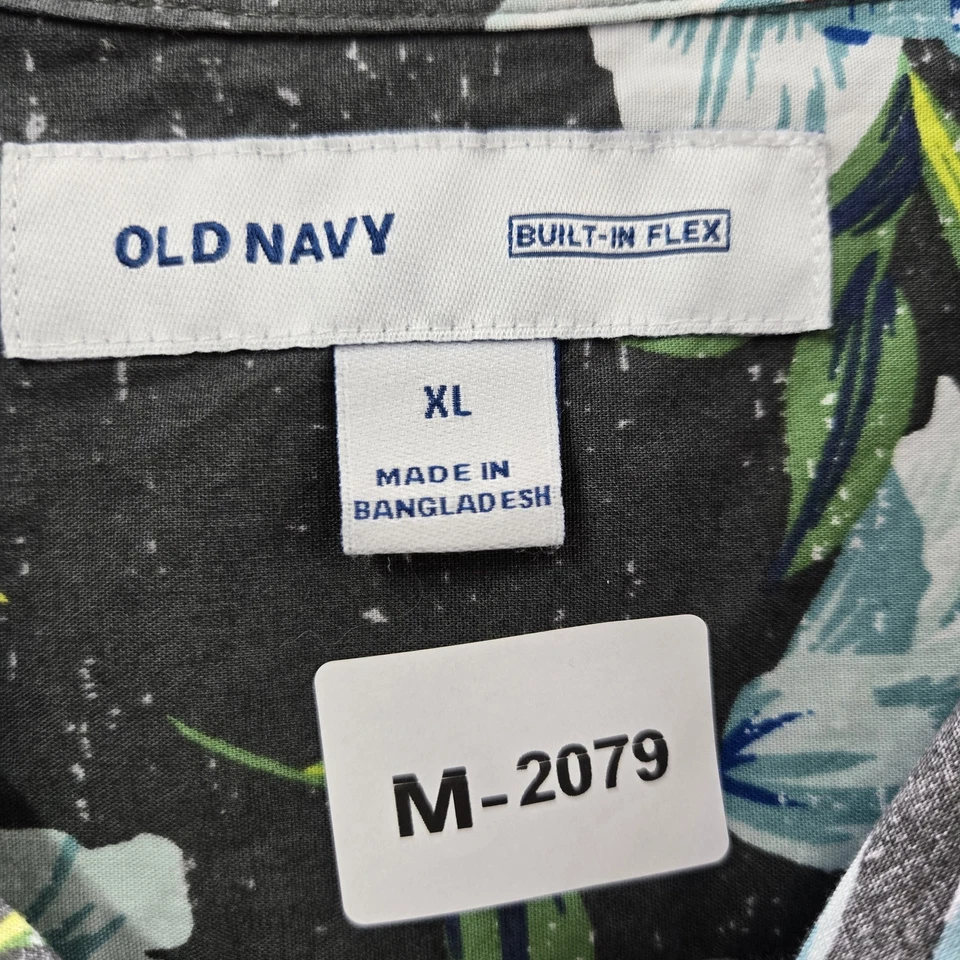 OLD NAVY
BUILT-IN FLEX
XL
MADE IN
BANGLADESH
M-2079